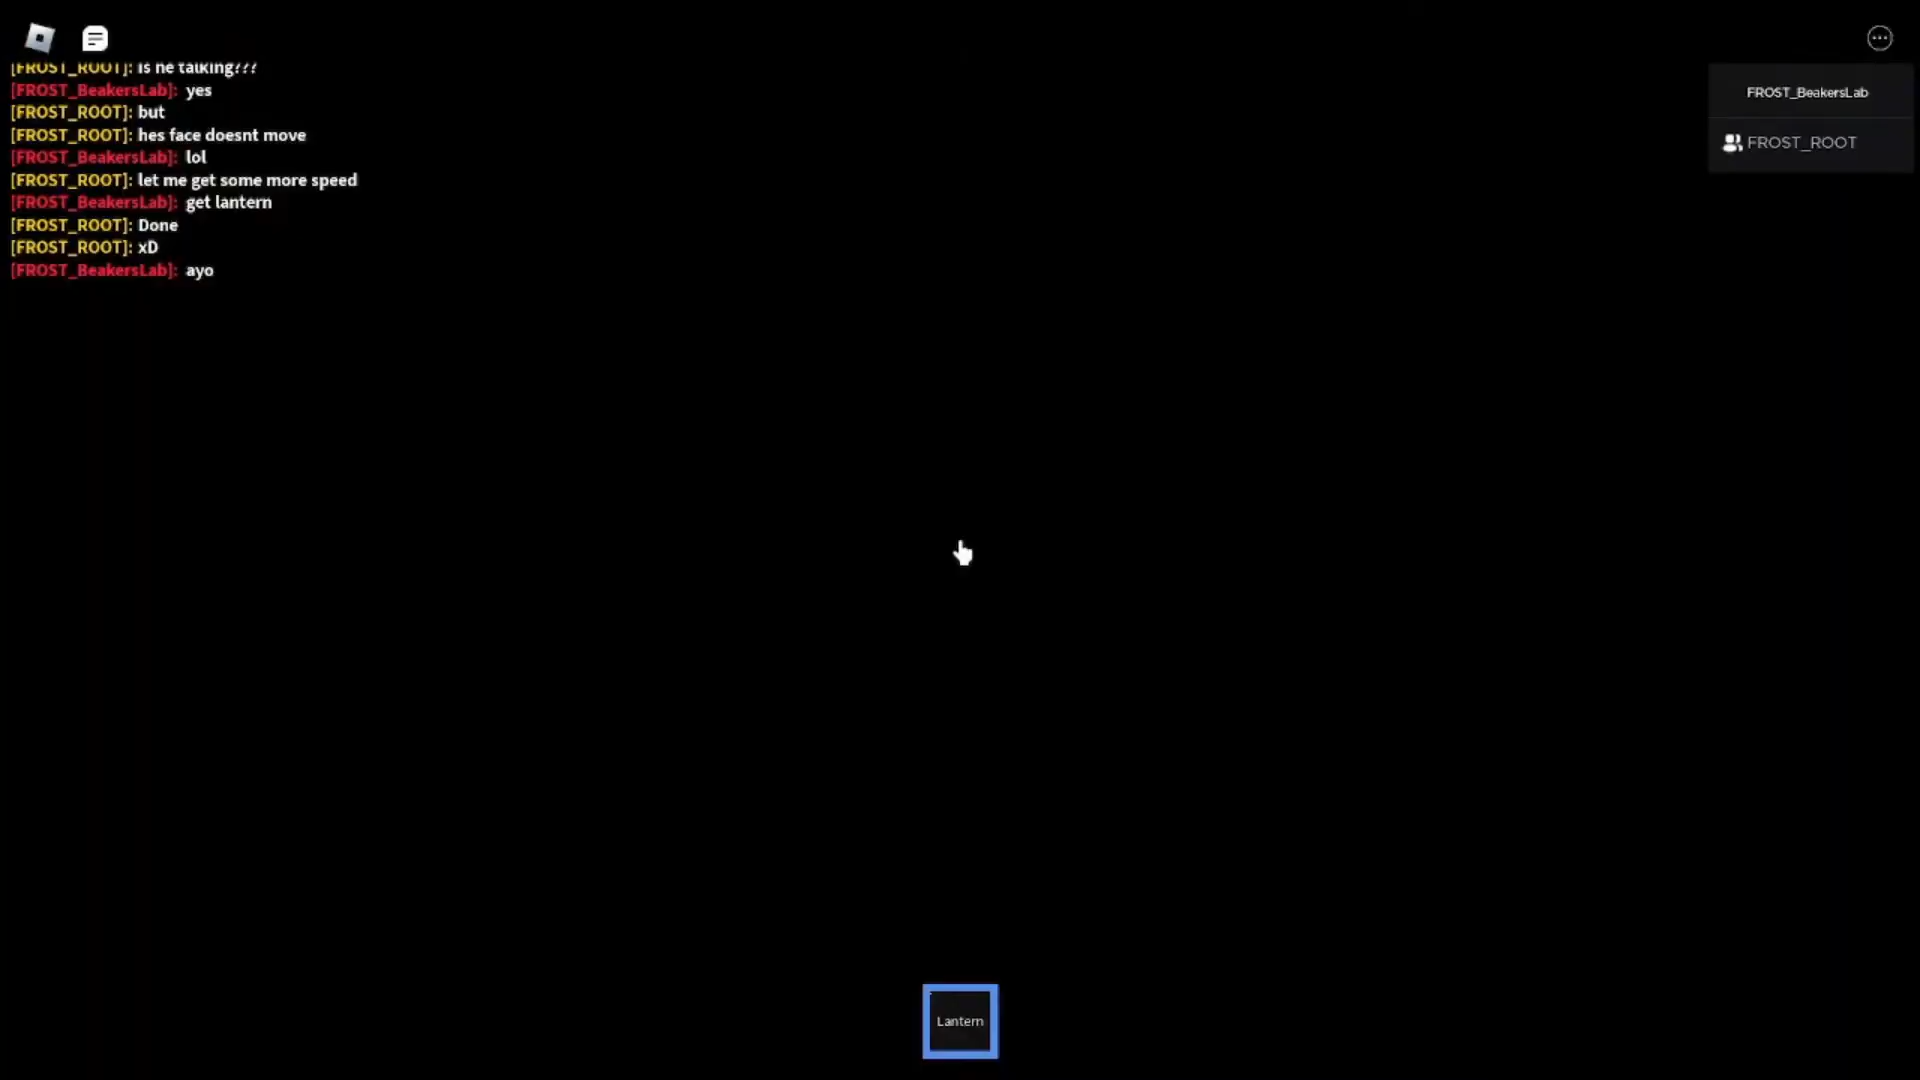 [FROST_ROOT]: is he talking???
[FROST_BeakersLab]: yes
[FROST_ROOT]: but
[FROST_ROOT]: hes face doesnt move
[FROST_BeakersLab]: lol
[FROST_ROOT]: let me get some more speed
[FROST_BeakersLab]: get lantern
[FROST_ROOT]: Done
[FROST_ROOT]: xD
[FROST_BeakersLab]: ayo
FROST_BeakersLab
FROST_ROOT
Lantern